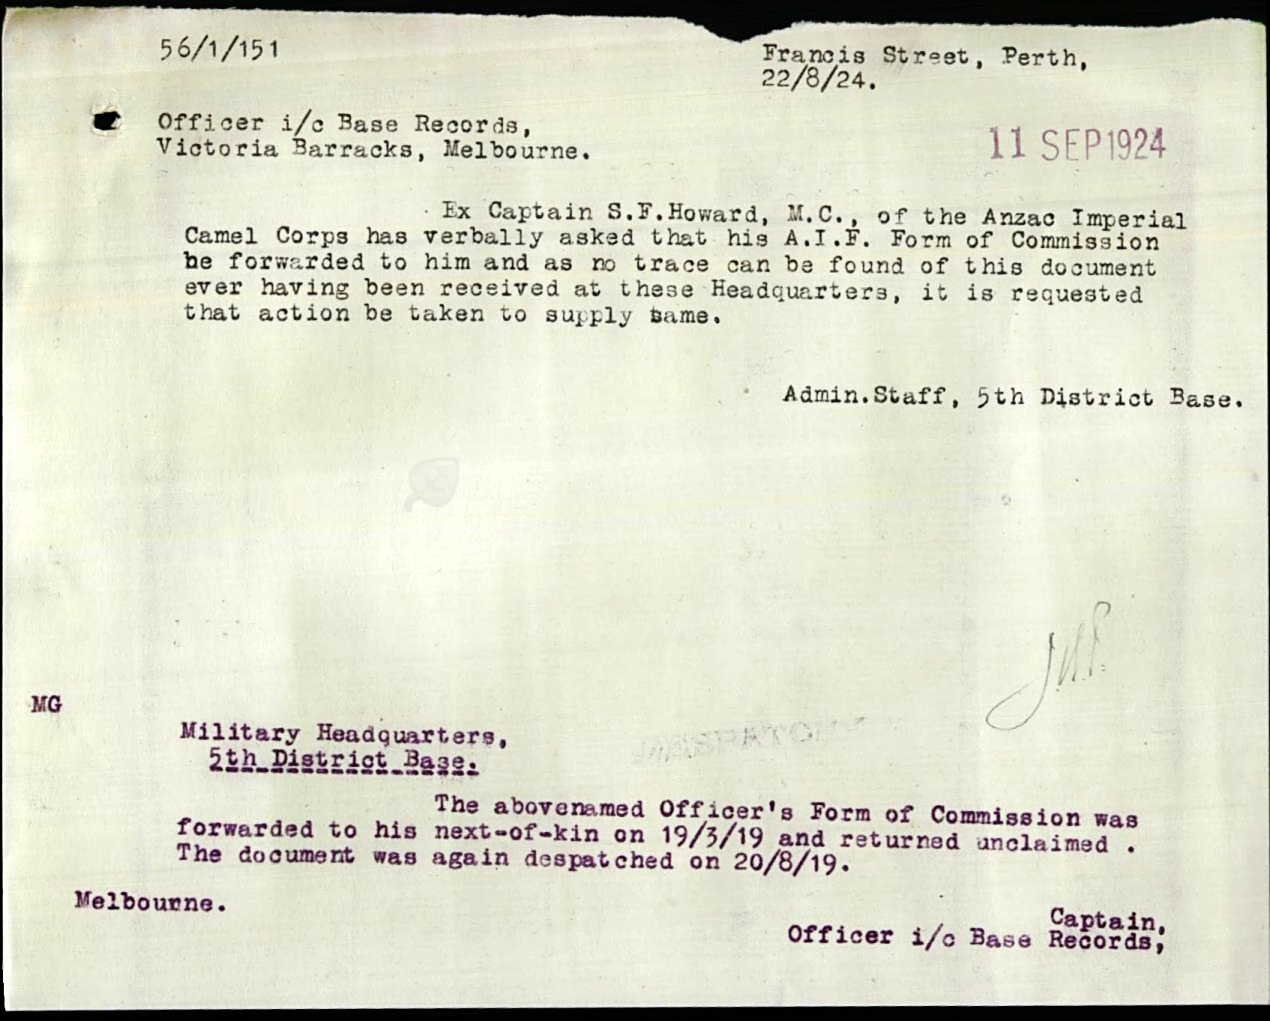 56/1/151
Francis Street, Perth,
22/8/24.
Officer i/c Base Records,
Victoria Barracks, Melbourne.
11 SEP 1924
Ex Captain S.F.Howard, M.C., of the Anzac Imperial
Camel Corps has verbally asked that his A.I.F. Form of Commission
be forwarded to him and as no trace can be found of this document
ever having been received at these Headquarters, it is requested
that action be taken to supply same.
Admin.Staff, 5th District Base.
MG
Military Headquarters,
5th District Base.
The abovenamed Officer's Form of Commission was
forwarded to his next-of-kin on 19/3/19 and returned unclaimed .
The document was again despatched on 20/8/19.
Melbourne.
Captain,
Officer i/c Base Records,